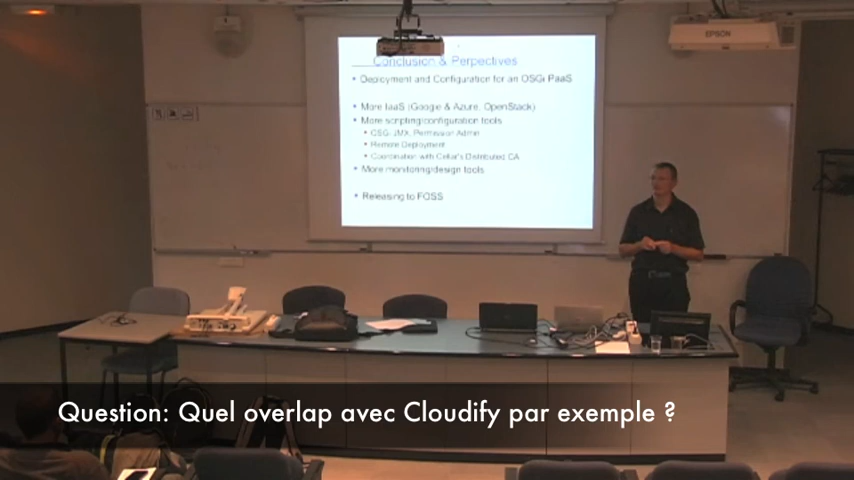 EPSON
Conclusion & Perpectives
• Deployment and Configuration for an OSGi PaaS
• More IaaS (Google & Azure, OpenStack)
• More scripting/configuration tools
• OSGi, JMX, Permission Admin
• Remote Deployment
• Coordination with Cellar's Distributed CA
• More monitoring/design tools
• Releasing to FOSS
Question: Quel overlap avec Cloudify par exemple ?